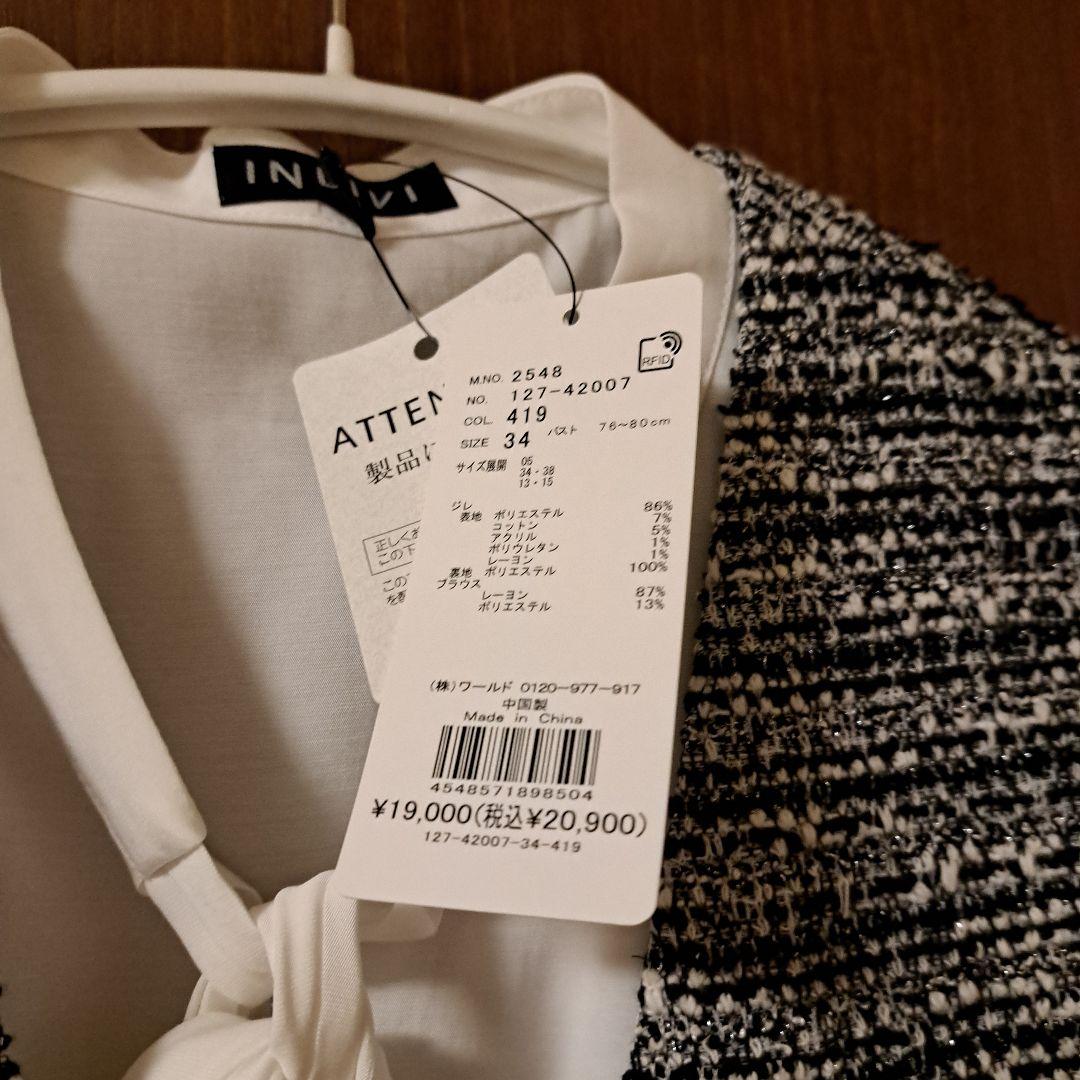 INDIVI
ATTEN
製品に
正しくお
この下
この
を
RFID
M.NO. 2548
NO. 127-42007
COL. 419
SIZE 34 バスト 76~80cm
サイズ展開 05
34・38
13・15
ジレ
表地 ポリエステル 86%
コットン 7%
アクリル 5%
ポリウレタン 1%
レーヨン 1%
裏地 ポリエステル 100%
ブラウス
レーヨン 87%
ポリエステル 13%
(株)ワールド 0120-977-917
中国製
Made in China
4548571898504
¥19,000(税込¥20,900)
127-42007-34-419